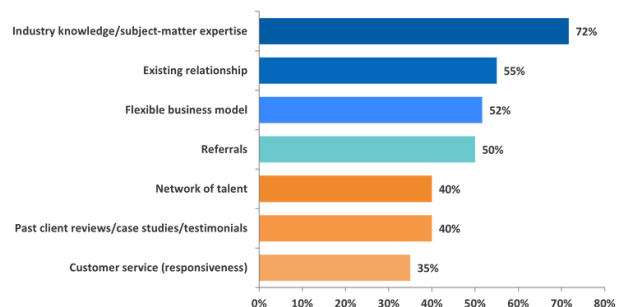 Industry knowledge/subject-matter expertise 72%
Existing relationship 55%
Flexible business model 52%
Referrals 50%
Network of talent 40%
Past client reviews/case studies/testimonials 40%
Customer service (responsiveness) 35%
0% 10% 20% 30% 40% 50% 60% 70% 80%